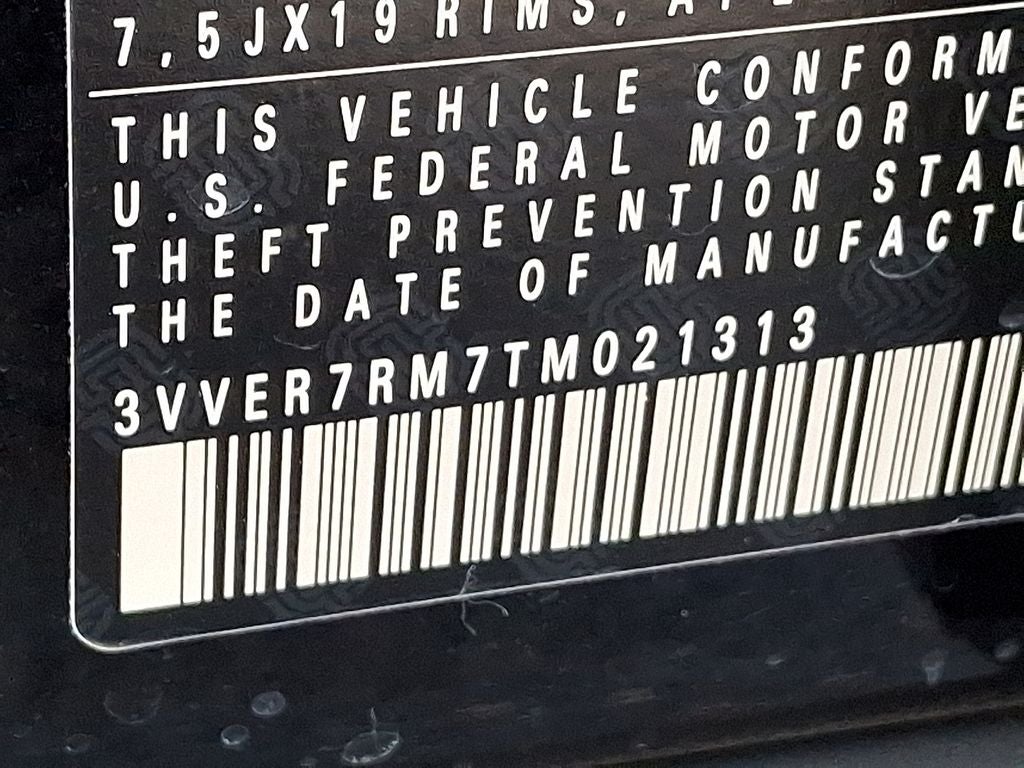 7,5JX19 RIMS,
THIS VEHICLE CONFORM
U.S. FEDERAL MOTOR VE
THEFT PREVENTION STAN
THE DATE OF MANUFACTU
3VVER7RM7TM021313